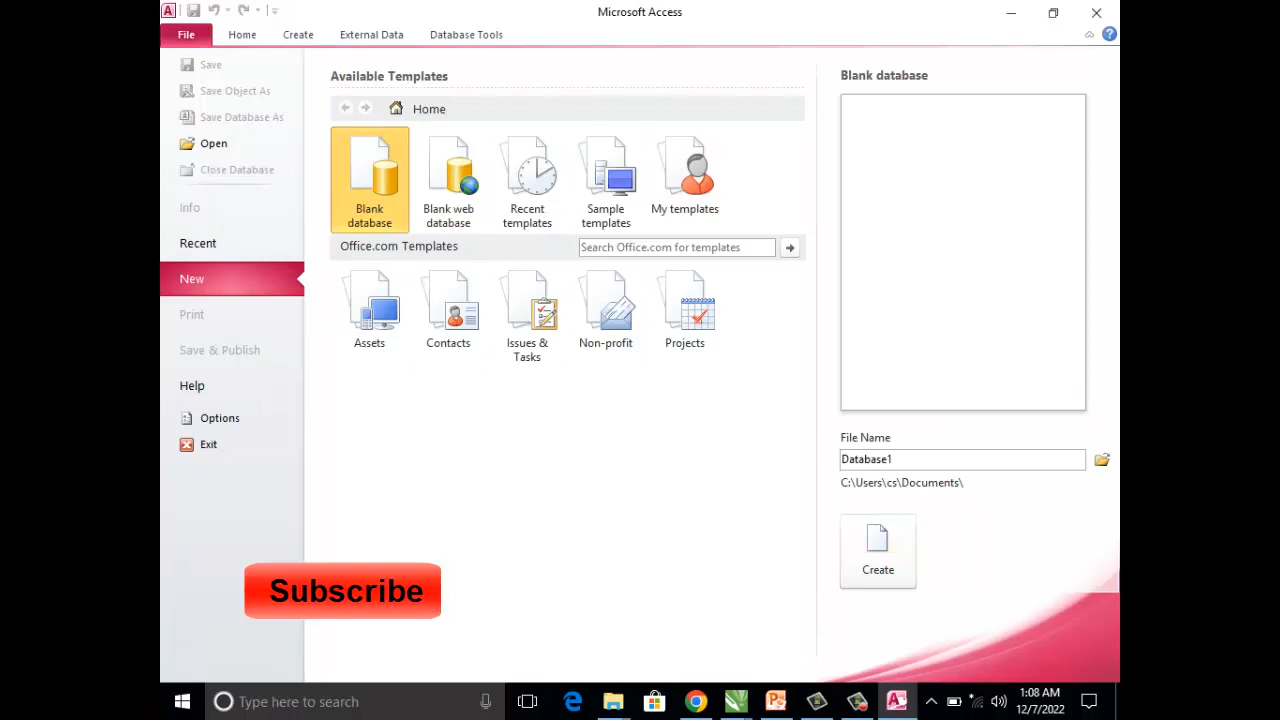 Microsoft Access
File
Home
Create
External Data
Database Tools
Save
Save Object As
Save Database As
Open
Close Database
Info
Recent
New
Print
Save & Publish
Help
Options
Exit
Available Templates
Home
Blank
database
Blank web
database
Recent
templates
Sample
templates
My templates
Office.com Templates
Search Office.com for templates
Assets
Contacts
Issues &
Tasks
Non-profit
Projects
Blank database
File Name
Database1
C:\Users\cs\Documents\
Create
Subscribe
Type here to search
1:08 AM
12/7/2022